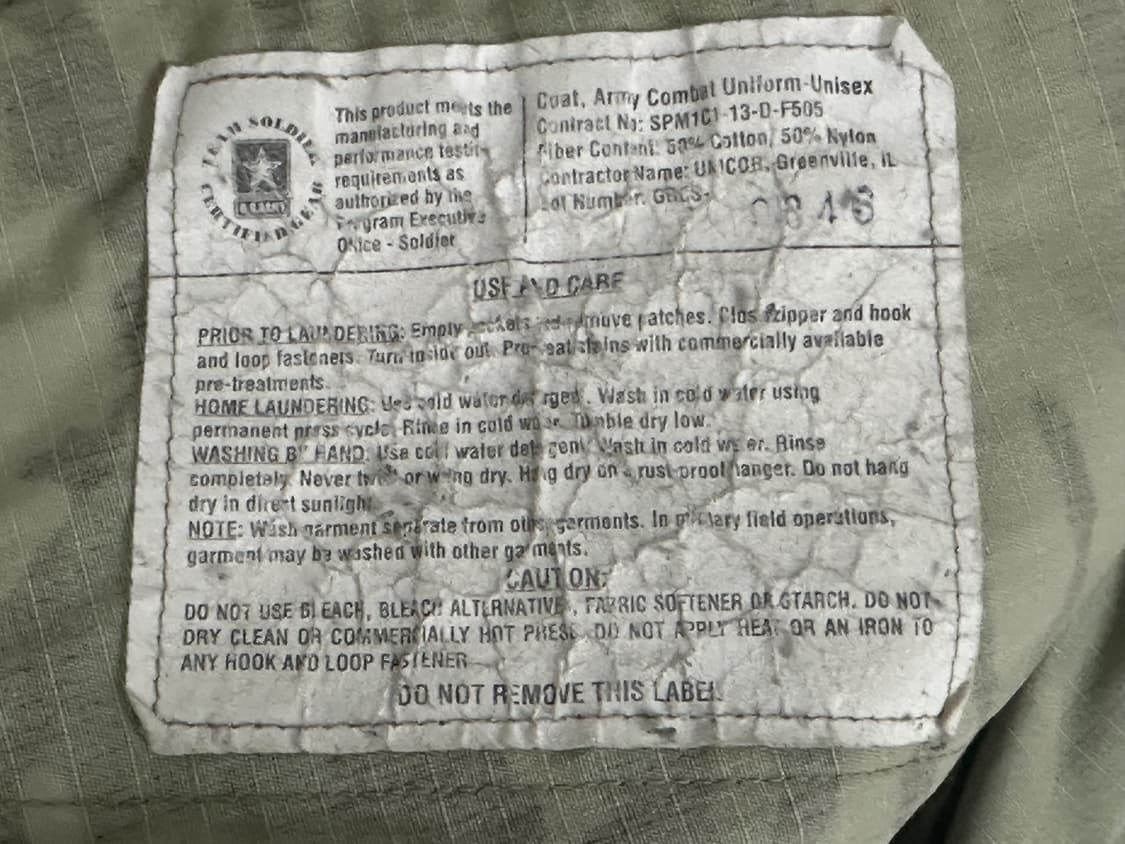 TEAM SOLDIER
CERTIFIED GEAR
This product meets the
manufacturing and
performance testing
requirements as
authorized by the
Program Executive
Office - Soldier
Coat, Army Combat Uniform-Unisex
Contract No: SPM1C1-13-D-F505
Fiber Content: 50% Cotton, 50% Nylon
Contractor Name: UNICOR, Greenville, IL
Lot Number:
USE AND CARE
PRIOR TO LAUNDERING: Empty pockets and remove patches. Close zipper and hook
and loop fasteners. Turn inside out. Pre-treat stains with commercially available
pre-treatments.
HOME LAUNDERING: Use cold water detergent. Wash in cold water using
permanent press cycle. Rinse in cold water. Tumble dry low.
WASHING BY HAND: Use cold water detergent. Wash in cold water. Rinse
completely. Never twist or wring dry. Hang dry on a rust-proof hanger. Do not hang
dry in direct sunlight.
NOTE: Wash garment separate from other garments. In military field operations,
garment may be washed with other garments.
CAUTION:
DO NOT USE BLEACH, BLEACH ALTERNATIVES, FABRIC SOFTENER OR STARCH. DO NOT
DRY CLEAN OR COMMERCIALLY HOT PRESS. DO NOT APPLY HEAT OR AN IRON TO
ANY HOOK AND LOOP FASTENER
DO NOT REMOVE THIS LABEL